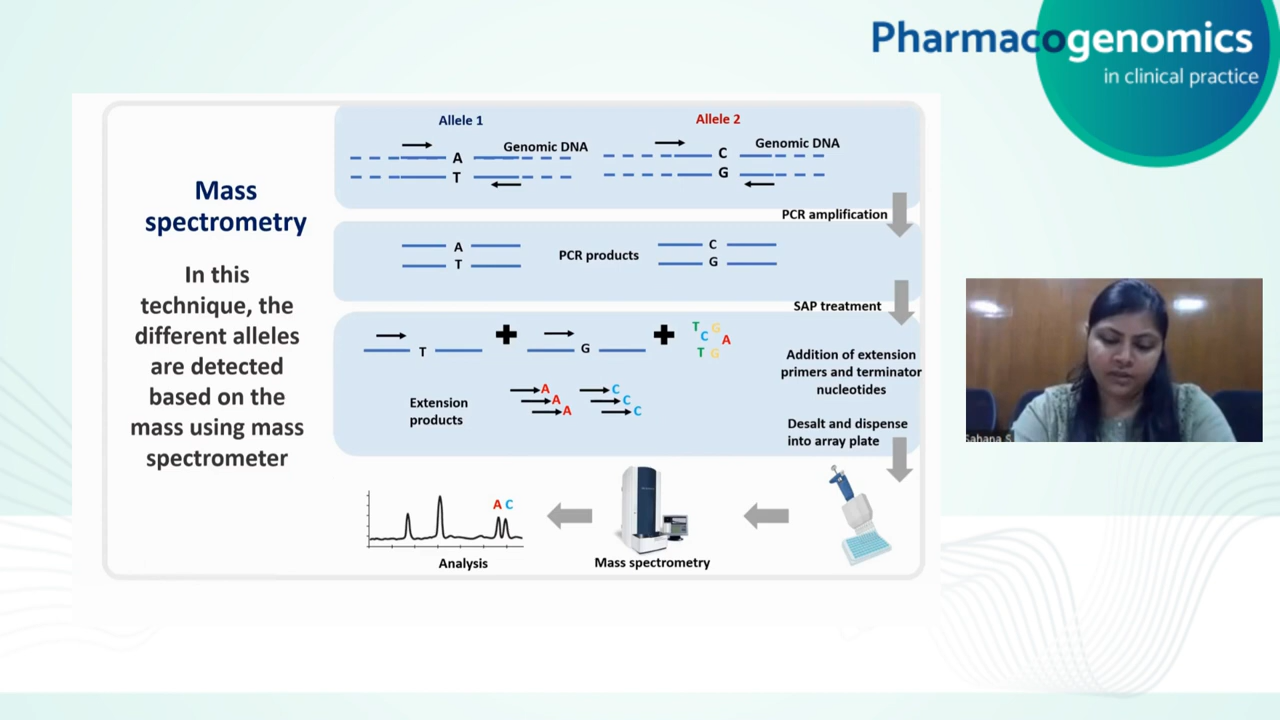 Pharmacogenomics
in clinical practice
Mass
spectrometry
In this
technique, the
different alleles
are detected
based on the
mass using mass
spectrometer
Allele 1
Allele 2
Genomic DNA
Genomic DNA
A
T
C
G
PCR amplification
A
T
PCR products
C
G
SAP treatment
T
G
T G
C A
T G
Addition of extension
primers and terminator
nucleotides
Extension
products
A
A
A
C
C
C
Desalt and dispense
into array plate
A C
Analysis
Mass spectrometry
Sahana S